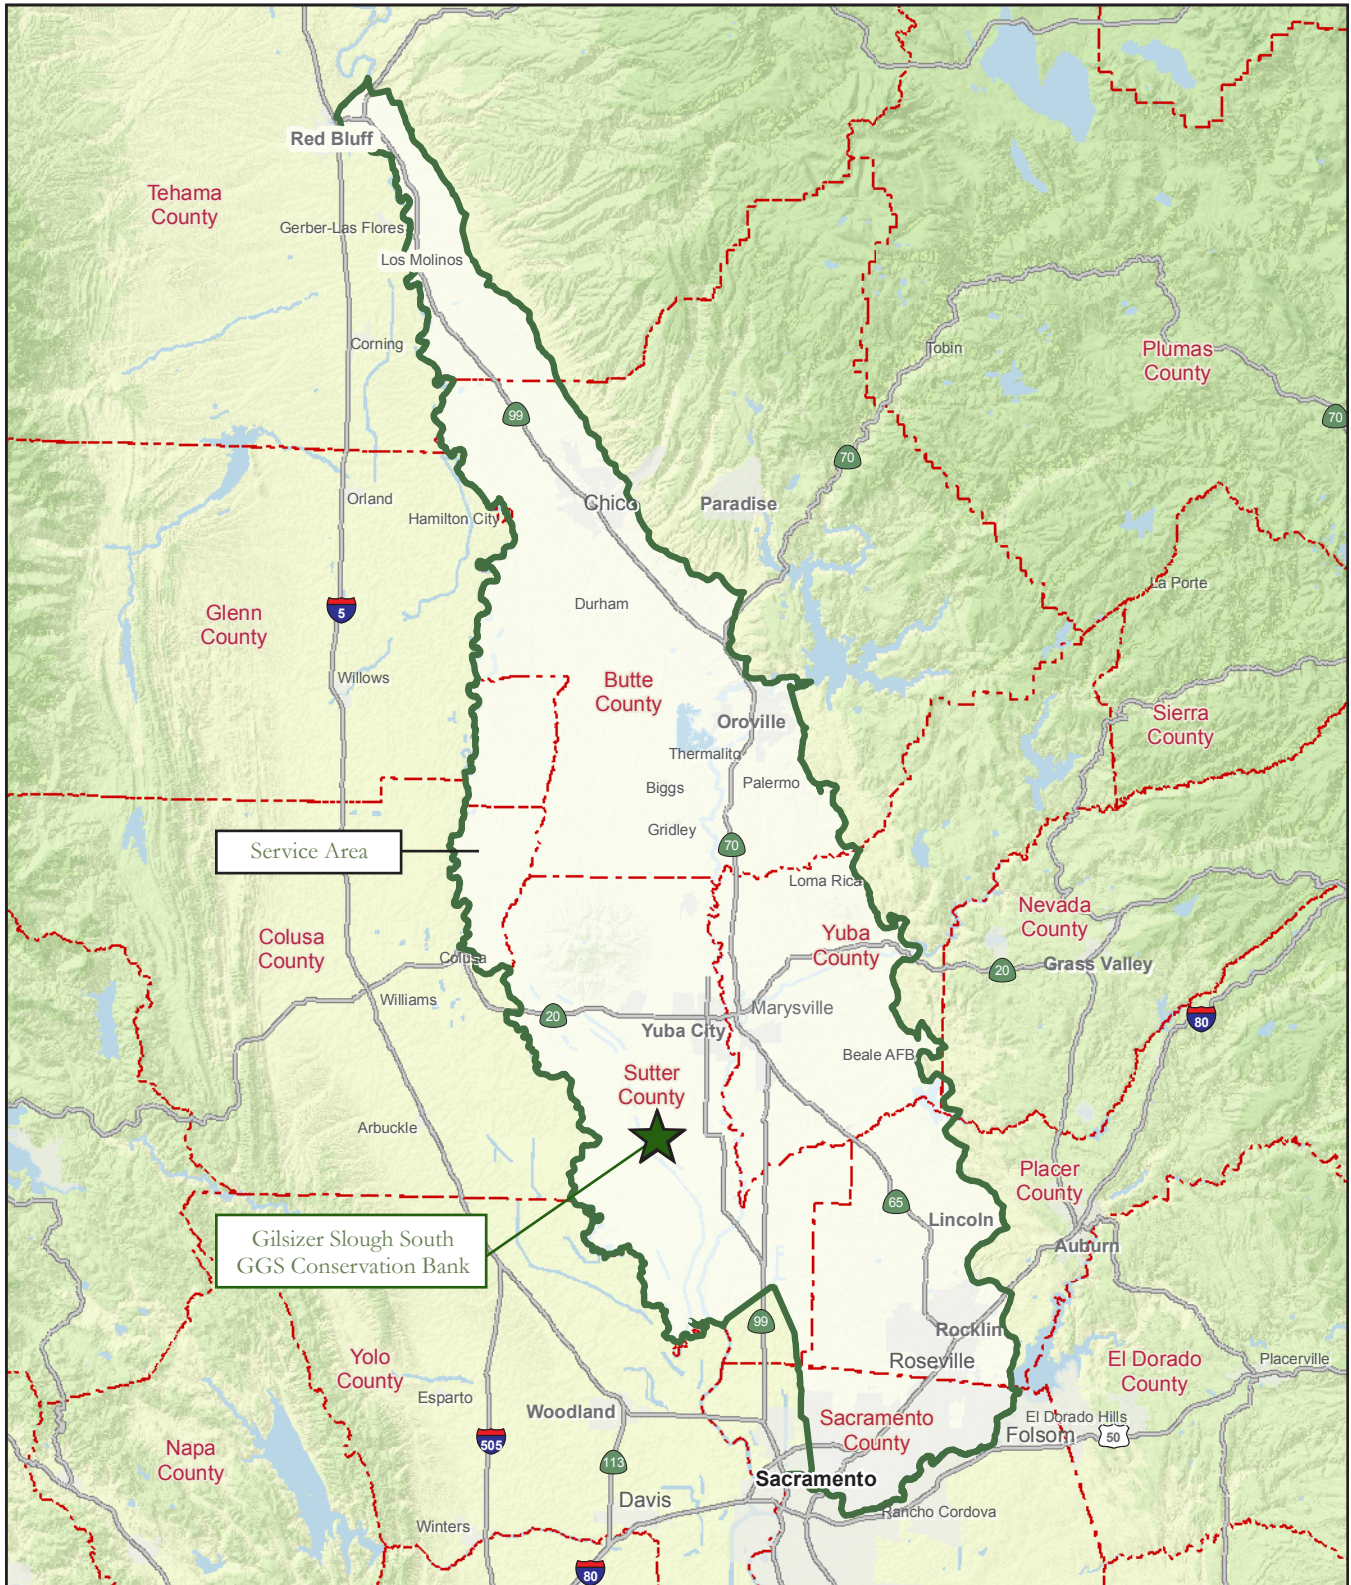 Red Bluff
Tehama
County
Gerber-Las Flores
Los Molinos
Corning
Tobin
Plumas
County
99
70
70
Orland
Hamilton City
Chico
Paradise
La Porte
Durham
5
Glenn
County
Willows
Butte
County
Oroville
Sierra
County
Thermalito
Palermo
Biggs
Gridley
70
Service Area
Loma Rica
Nevada
County
Yuba
County
Colusa
County
Colusa
Grass Valley
20
Williams
20
Marysville
Yuba City
80
Beale AFB
Sutter
County
Arbuckle
Placer
County
65
Lincoln
Auburn
Gilsizer Slough South
GGS Conservation Bank
99
Rocklin
Roseville
Yolo
County
El Dorado
County
Placerville
Esparto
Woodland
Sacramento
County
El Dorado Hills
Folsom
50
505
Napa
County
113
Sacramento
Davis
Rancho Cordova
Winters
80